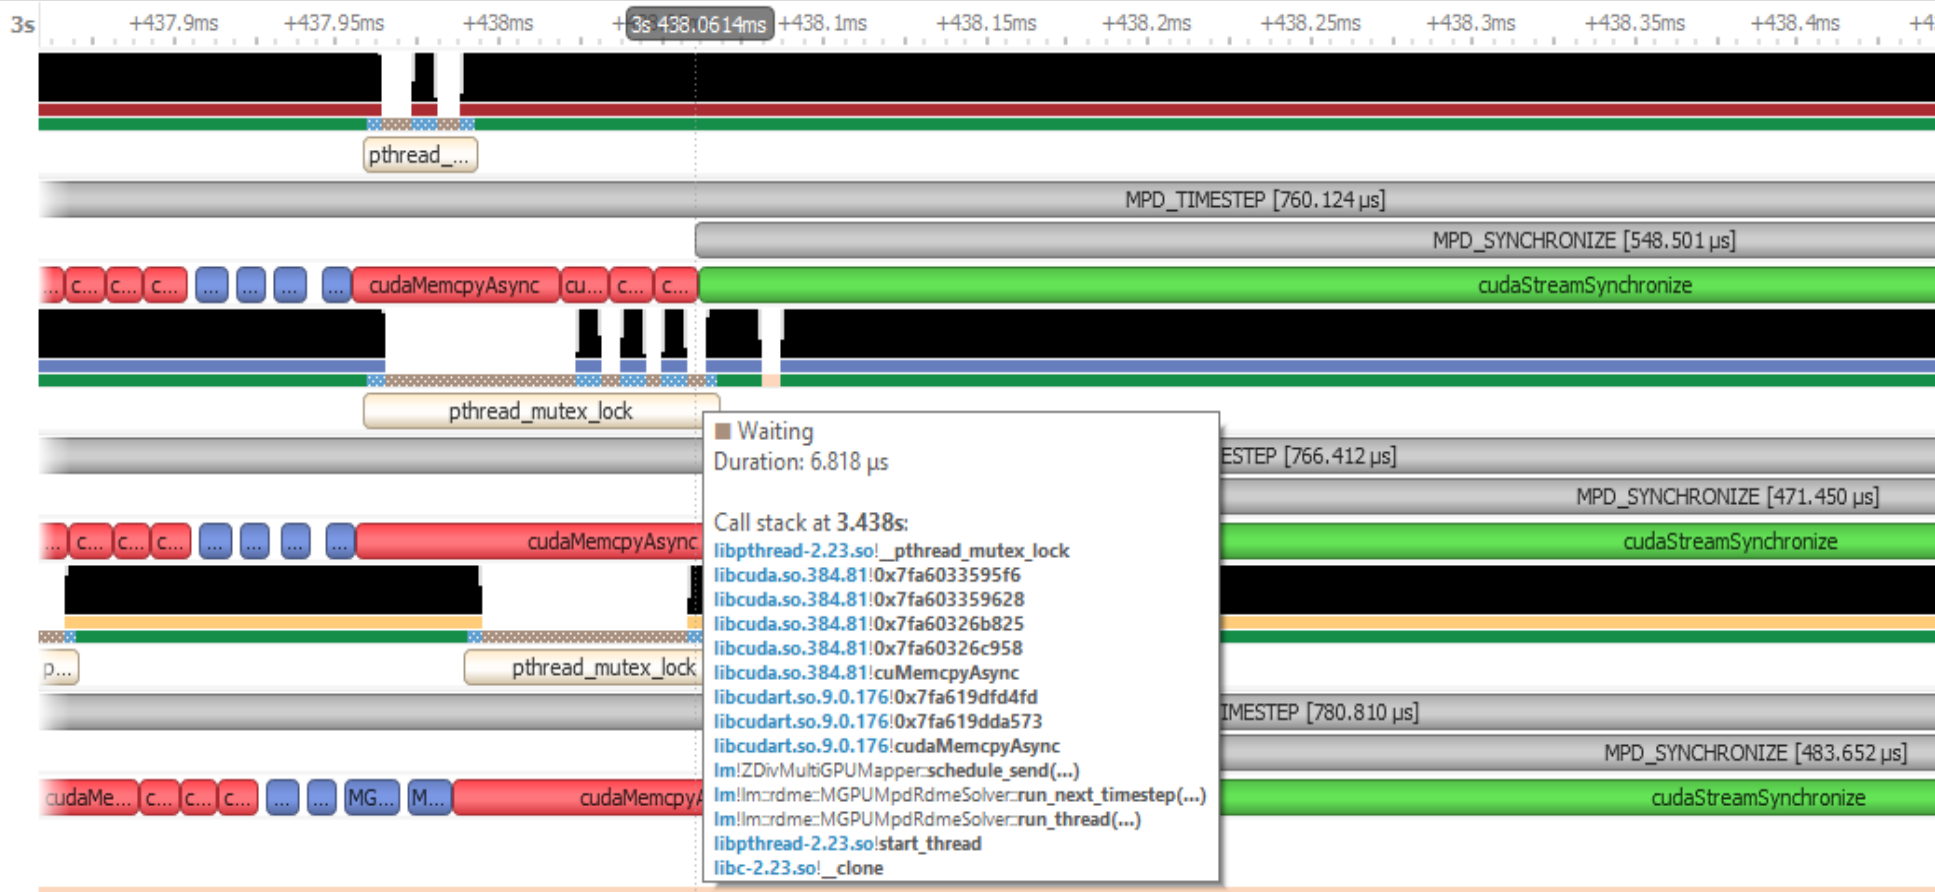 3s +437.9ms +437.95ms +438ms 3s 438.0614ms +438.1ms +438.15ms +438.2ms +438.25ms +438.3ms +438.35ms +438.4ms +4
pthread_...
MPD_TIMESTEP [760.124 µs]
MPD_SYNCHRONIZE [548.501 µs]
... c... c... c... ... ... ... ... cudaMemcpyAsync cu... c... c... cudaStreamSynchronize
pthread_mutex_lock
ESTEP [766.412 µs]
MPD_SYNCHRONIZE [471.450 µs]
... c... c... c... ... ... ... ... cudaMemcpyAsync cudaStreamSynchronize
p... pthread_mutex_lock
IMESTEP [780.810 µs]
MPD_SYNCHRONIZE [483.652 µs]
cudaMe... c... c... c... ... ... MG... M... cudaMemcpyA cudaStreamSynchronize
Waiting
Duration: 6.818 µs
Call stack at 3.438s:
libpthread-2.23.so!__pthread_mutex_lock
libcuda.so.384.81!0x7fa6033595f6
libcuda.so.384.81!0x7fa603359628
libcuda.so.384.81!0x7fa60326b825
libcuda.so.384.81!0x7fa60326c958
libcuda.so.384.81!cuMemcpyAsync
libcudart.so.9.0.176!0x7fa619dfd4fd
libcudart.so.9.0.176!0x7fa619dda573
libcudart.so.9.0.176!cudaMemcpyAsync
lm!ZDivMultiGPUMapper::schedule_send(...)
lm!lm::rdme::MGPUMpdRdmeSolver::run_next_timestep(...)
lm!lm::rdme::MGPUMpdRdmeSolver::run_thread(...)
libpthread-2.23.so!start_thread
libc-2.23.so!__clone